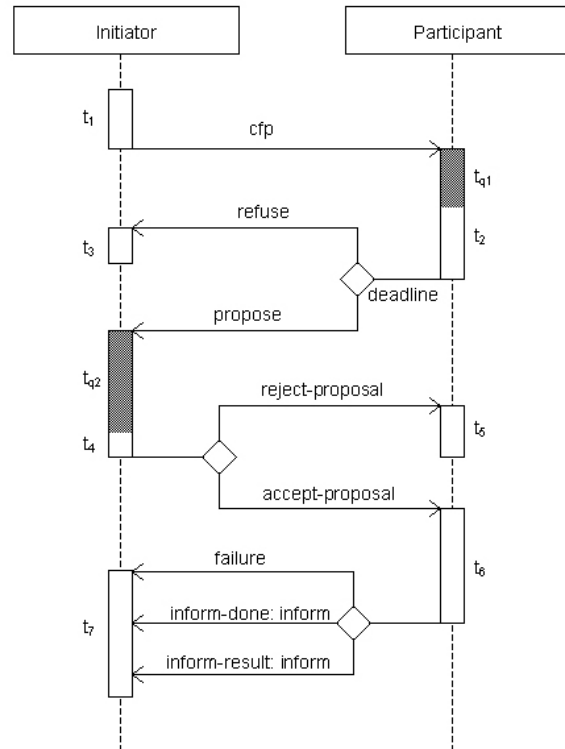 Initiator
Participant
t1
cfp
tq1
refuse
t2
t3
deadline
propose
tq2
reject-proposal
t4
t5
accept-proposal
failure
t6
inform-done: inform
t7
inform-result: inform